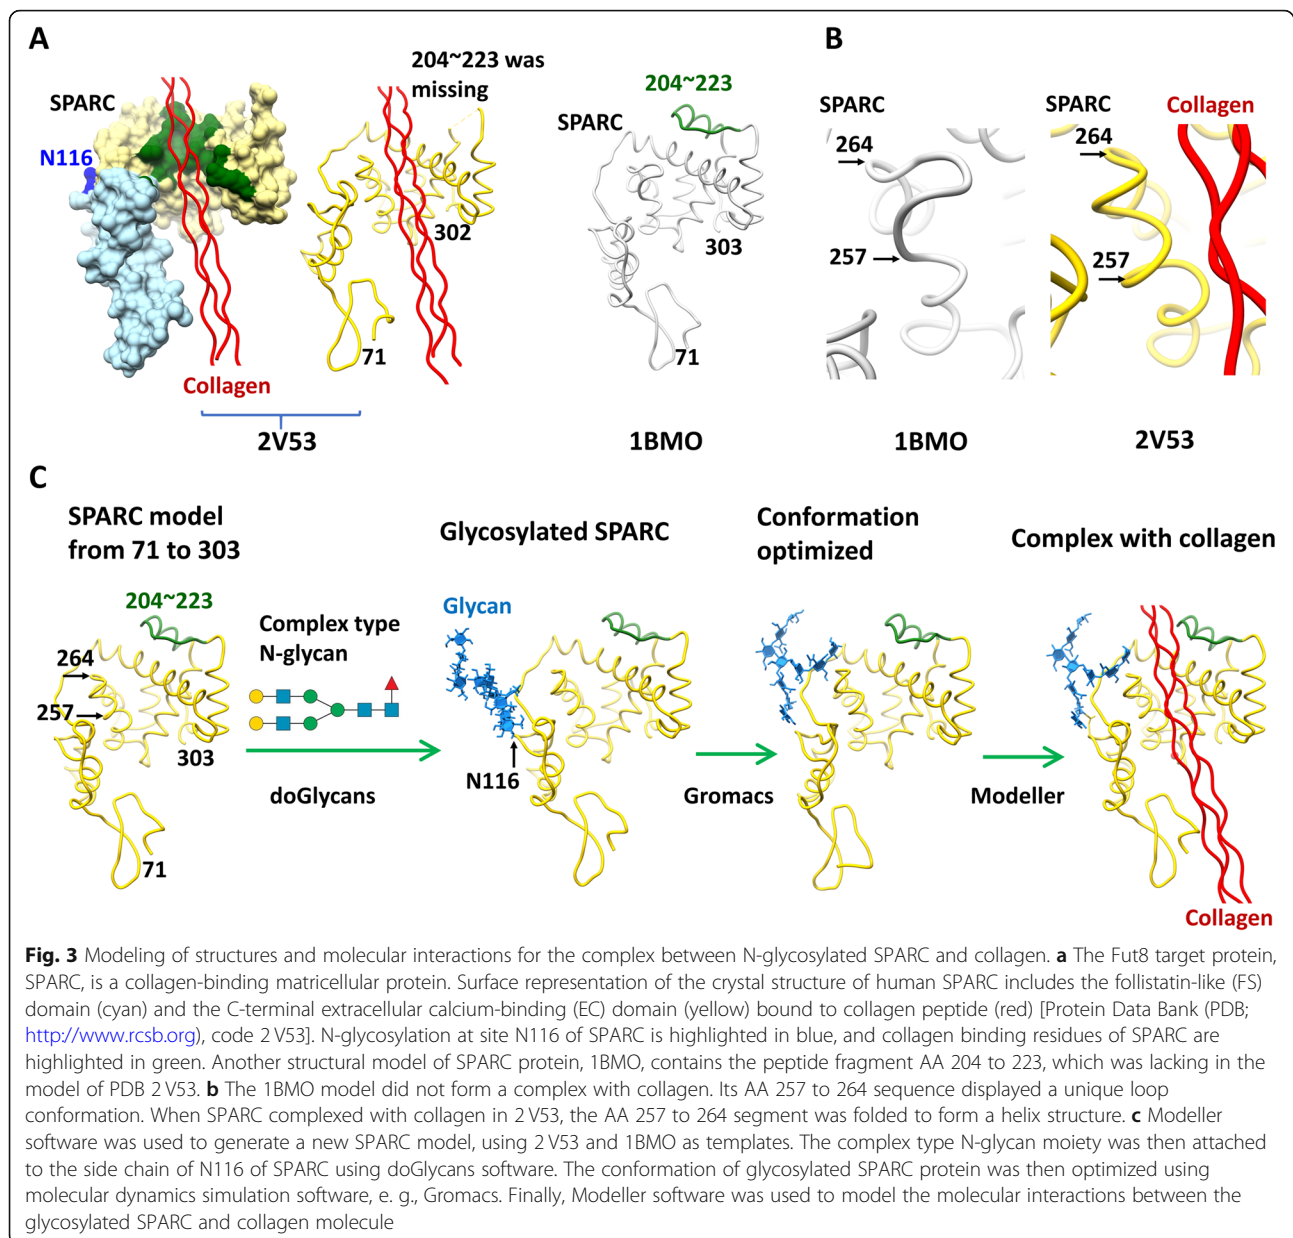 A
SPARC
N116
204~223 was
missing
302
71
Collagen
2V53
204~223
SPARC
303
71
1BMO
B
SPARC
264
257
1BMO
SPARC
Collagen
264
257
2V53
C
SPARC model
from 71 to 303
204~223
264
257
303
71
Complex type
N-glycan
doGlycans
Glycosylated SPARC
Glycan
N116
Gromacs
Conformation
optimized
Modeller
Complex with collagen
Collagen
Fig. 3 Modeling of structures and molecular interactions for the complex between N-glycosylated SPARC and collagen. a The Fut8 target protein,
SPARC, is a collagen-binding matricellular protein. Surface representation of the crystal structure of human SPARC includes the follistatin-like (FS)
domain (cyan) and the C-terminal extracellular calcium-binding (EC) domain (yellow) bound to collagen peptide (red) [Protein Data Bank (PDB;
http://www.rcsb.org), code 2 V53]. N-glycosylation at site N116 of SPARC is highlighted in blue, and collagen binding residues of SPARC are
highlighted in green. Another structural model of SPARC protein, 1BMO, contains the peptide fragment AA 204 to 223, which was lacking in the
model of PDB 2 V53. b The 1BMO model did not form a complex with collagen. Its AA 257 to 264 sequence displayed a unique loop
conformation. When SPARC complexed with collagen in 2 V53, the AA 257 to 264 segment was folded to form a helix structure. c Modeller
software was used to generate a new SPARC model, using 2 V53 and 1BMO as templates. The complex type N-glycan moiety was then attached
to the side chain of N116 of SPARC using doGlycans software. The conformation of glycosylated SPARC protein was then optimized using
molecular dynamics simulation software, e. g., Gromacs. Finally, Modeller software was used to model the molecular interactions between the
glycosylated SPARC and collagen molecule